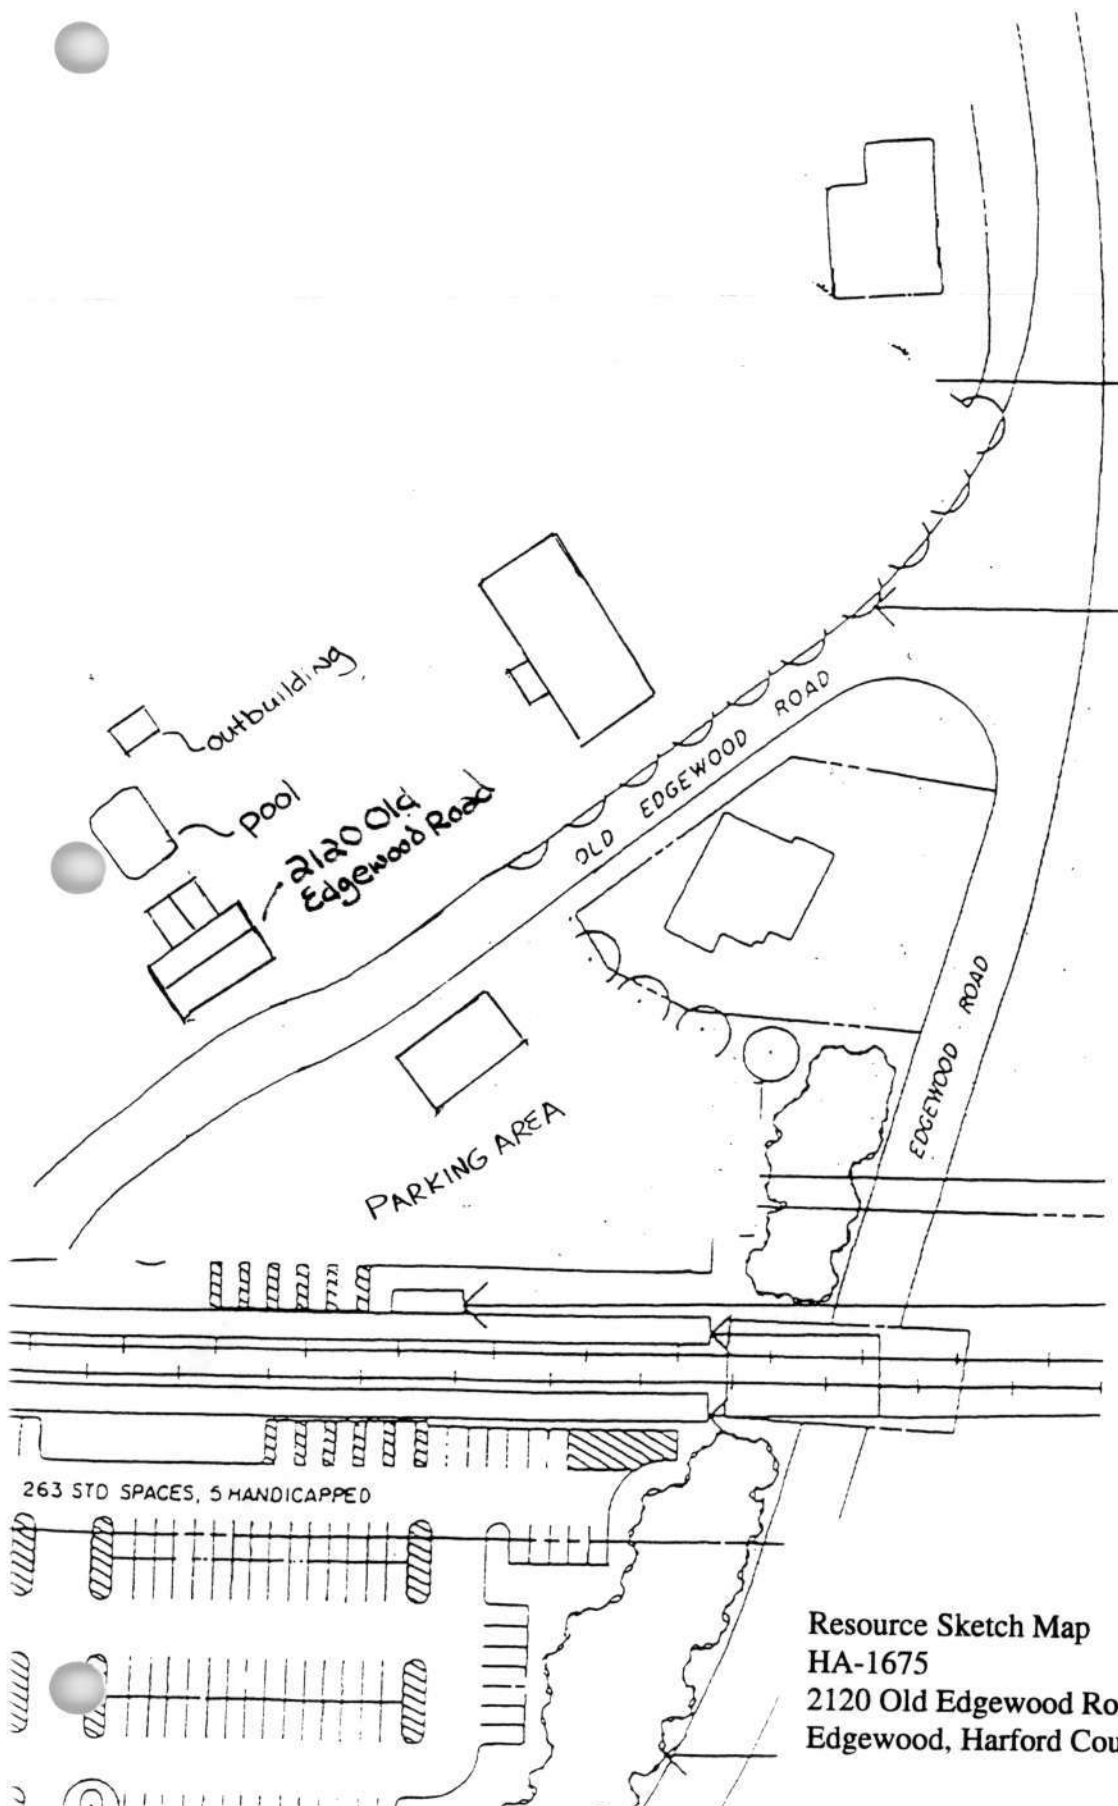 outbuilding
pool
2120 Old
Edgewood Road
OLD EDGEWOOD ROAD
EDGEWOOD ROAD
PARKING AREA
263 STD SPACES, 5 HANDICAPPED
Resource Sketch Map
HA-1675
2120 Old Edgewood Ro
Edgewood, Harford Cou